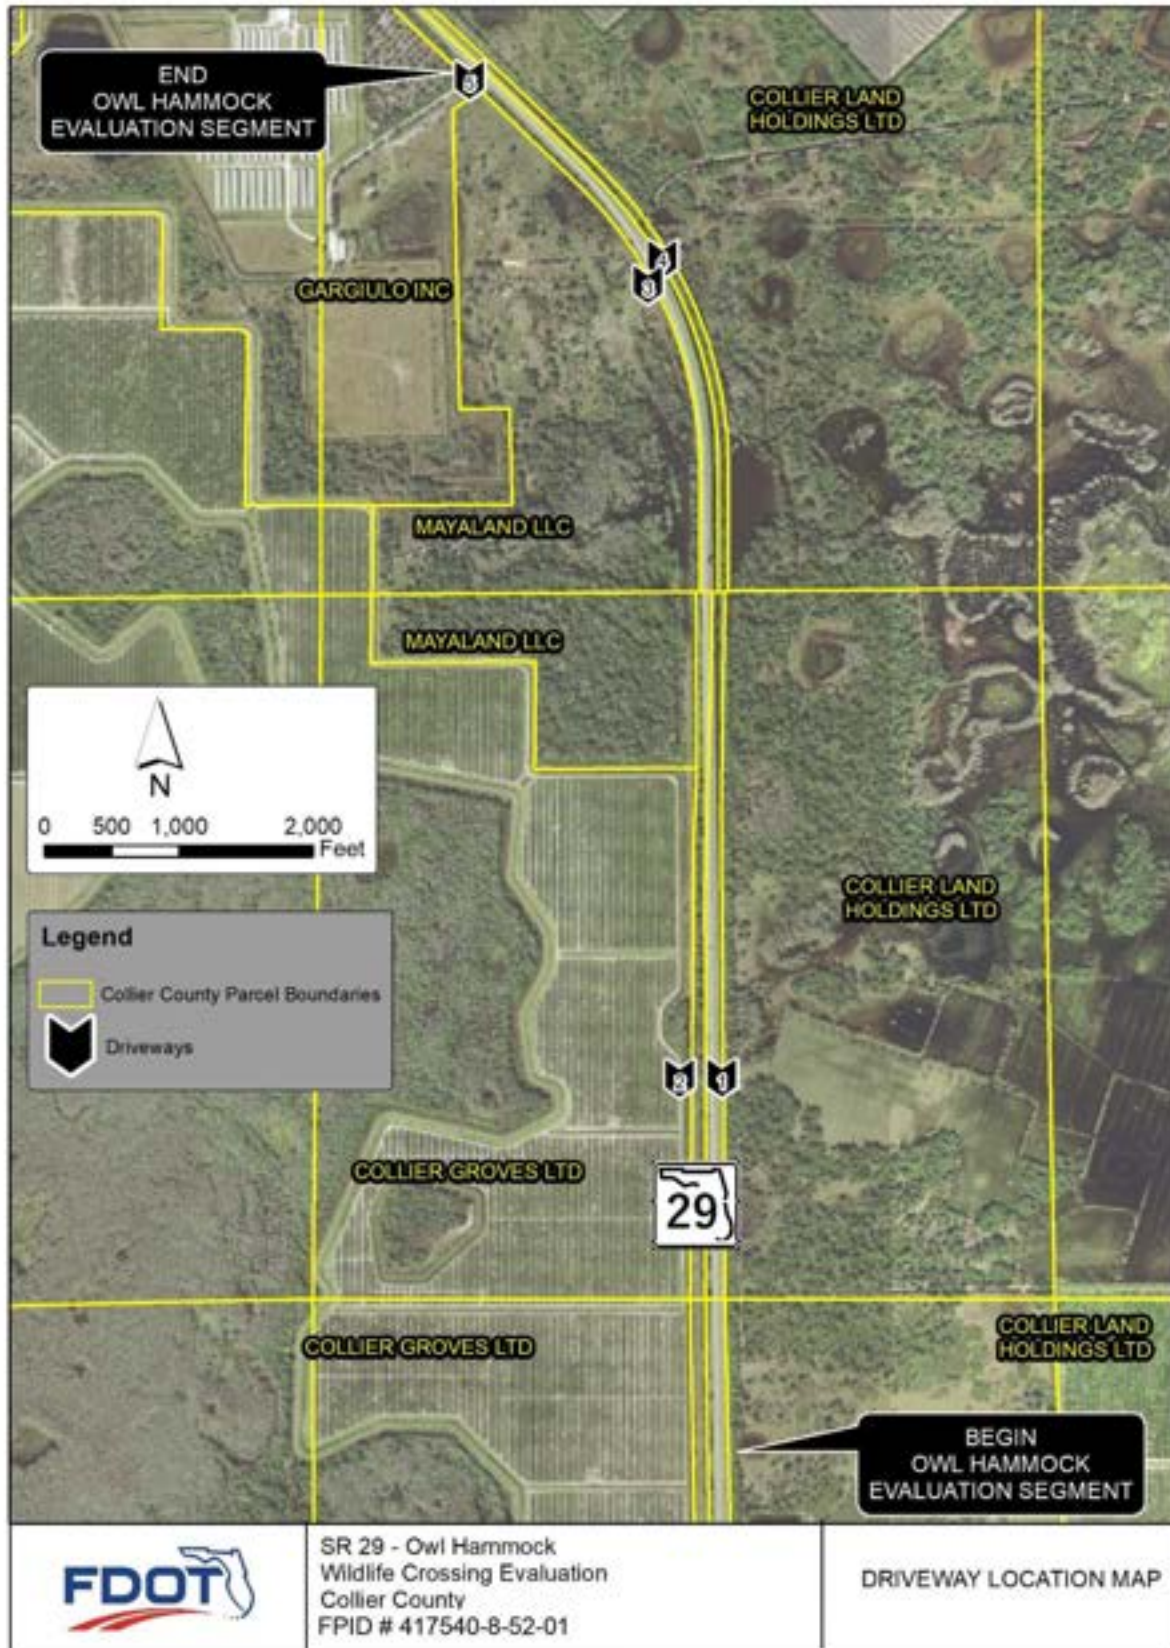 END
OWL HAMMOCK
EVALUATION SEGMENT
5
COLLIER LAND
HOLDINGS LTD
4
3
GARGIULO INC
MAYALAND LLC
MAYALAND LLC
N
0 500 1,000 2,000
Feet
COLLIER LAND
HOLDINGS LTD
Legend
Collier County Parcel Boundaries
Driveways
2 1
COLLIER GROVES LTD
29
COLLIER GROVES LTD
COLLIER LAND
HOLDINGS LTD
BEGIN
OWL HAMMOCK
EVALUATION SEGMENT
FDOT
SR 29 - Owl Hammock
Wildlife Crossing Evaluation
Collier County
FPID # 417540-8-52-01
DRIVEWAY LOCATION MAP